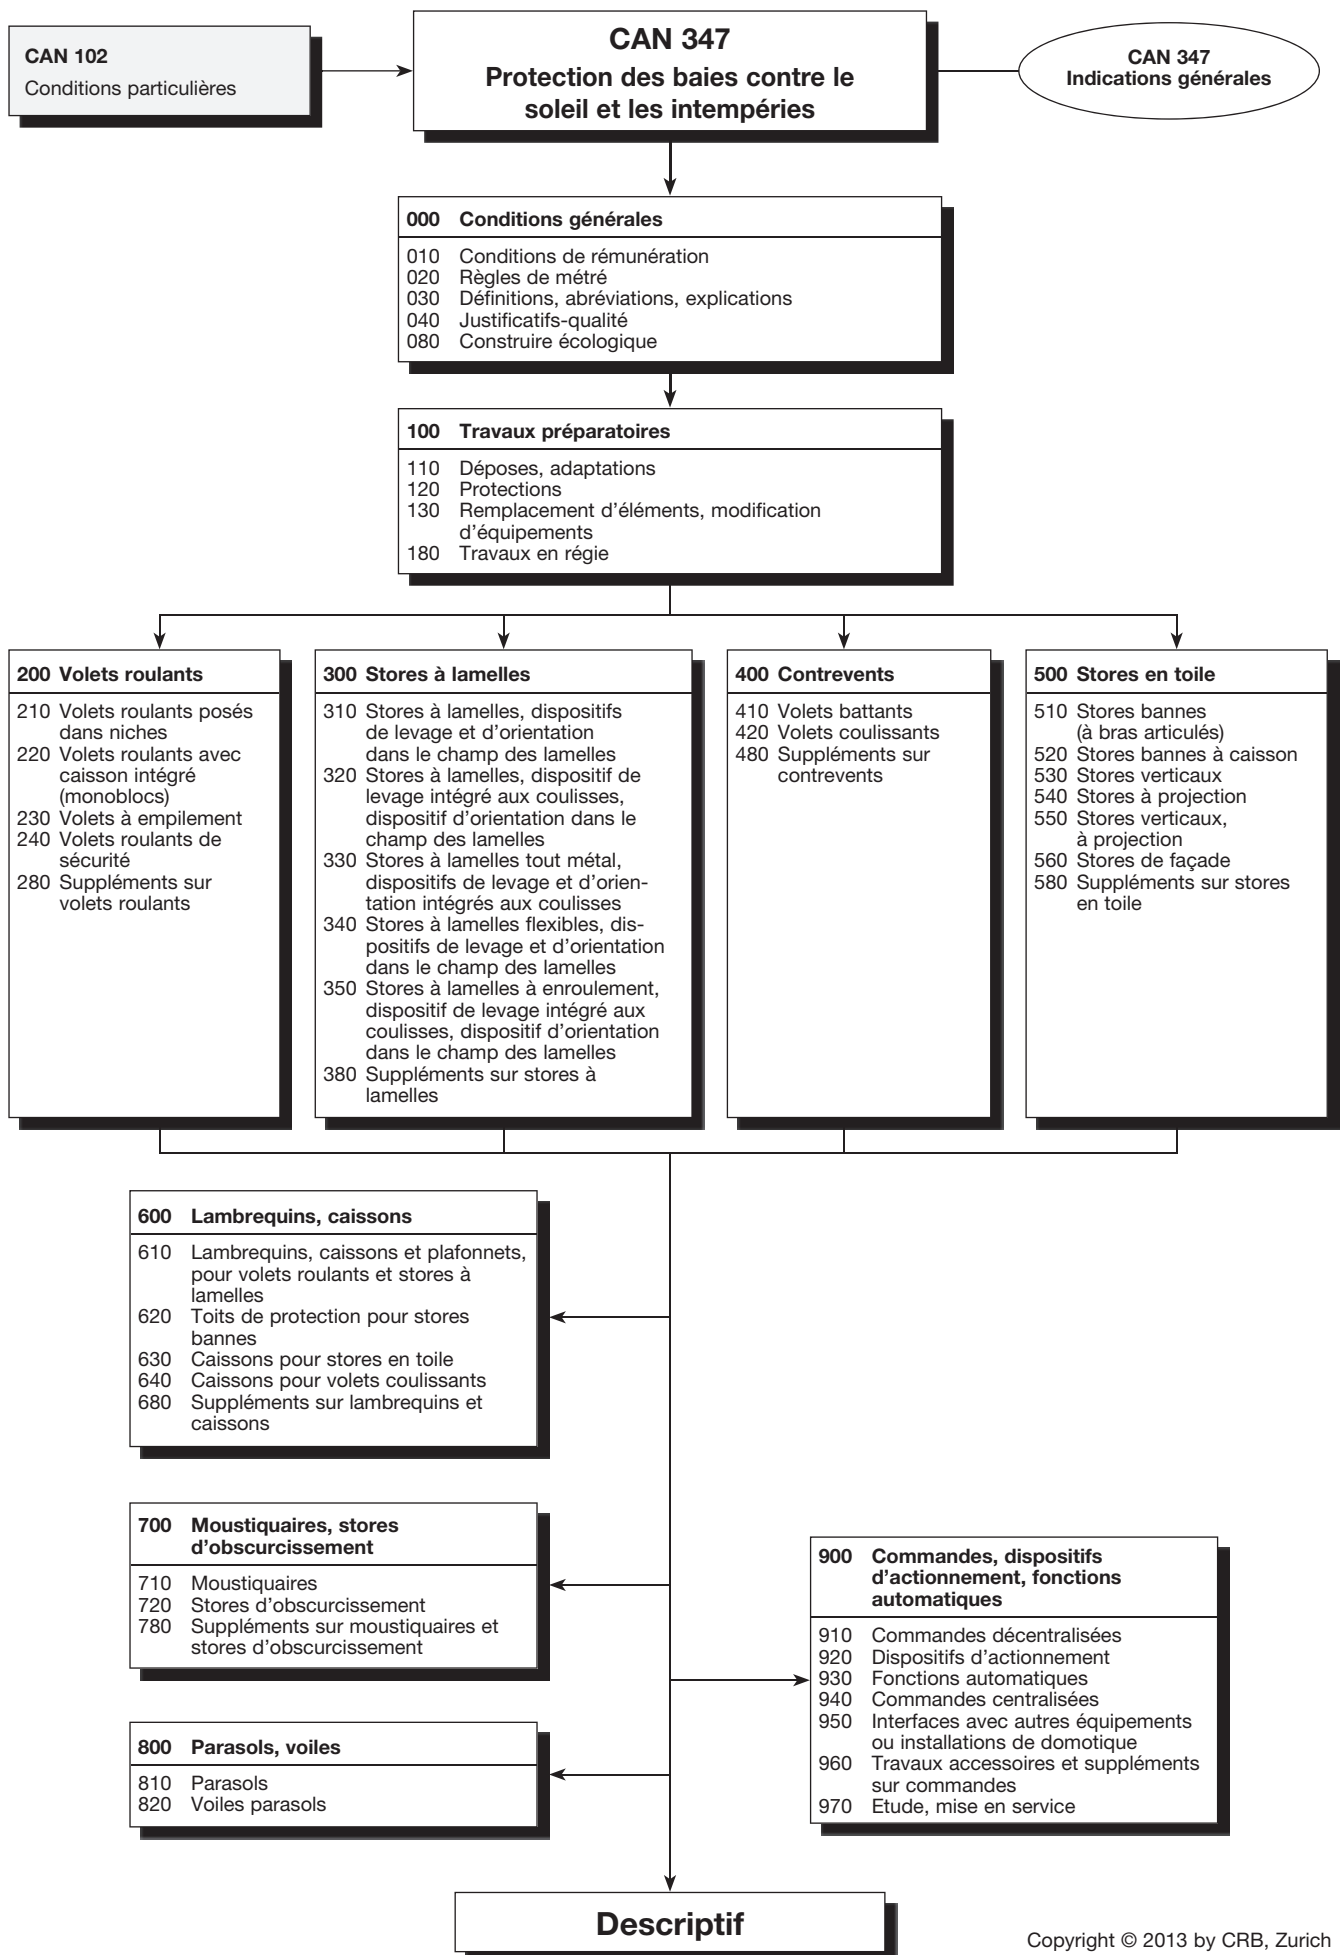 CAN 102
Conditions particulières
CAN 347
Protection des baies contre le
soleil et les intempéries
CAN 347
Indications générales
000 Conditions générales
010 Conditions de rémunération
020 Règles de métré
030 Définitions, abréviations, explications
040 Justificatifs-qualité
080 Construire écologique
100 Travaux préparatoires
110 Déposes, adaptations
120 Protections
130 Remplacement d'éléments, modification
d'équipements
180 Travaux en régie
200 Volets roulants
210 Volets roulants posés
dans niches
220 Volets roulants avec
caisson intégré
(monoblocs)
230 Volets à empilement
240 Volets roulants de
sécurité
280 Suppléments sur
volets roulants
300 Stores à lamelles
310 Stores à lamelles, dispositifs
de levage et d'orientation
dans le champ des lamelles
320 Stores à lamelles, dispositif de
levage intégré aux coulisses,
dispositif d'orientation dans le
champ des lamelles
330 Stores à lamelles tout métal,
dispositifs de levage et d'orien-
tation intégrés aux coulisses
340 Stores à lamelles flexibles, dis-
positifs de levage et d'orientation
dans le champ des lamelles
350 Stores à lamelles à enroulement,
dispositif de levage intégré aux
coulisses, dispositif d'orientation
dans le champ des lamelles
380 Suppléments sur stores à
lamelles
400 Contrevents
410 Volets battants
420 Volets coulissants
480 Suppléments sur
contrevents
500 Stores en toile
510 Stores bannes
(à bras articulés)
520 Stores bannes à caisson
530 Stores verticaux
540 Stores à projection
550 Stores verticaux,
à projection
560 Stores de façade
580 Suppléments sur stores
en toile
600 Lambrequins, caissons
610 Lambrequins, caissons et plafonnets,
pour volets roulants et stores à
lamelles
620 Toits de protection pour stores
bannes
630 Caissons pour stores en toile
640 Caissons pour volets coulissants
680 Suppléments sur lambrequins et
caissons
700 Moustiquaires, stores
d'obscurcissement
710 Moustiquaires
720 Stores d'obscurcissement
780 Suppléments sur moustiquaires et
stores d'obscurcissement
800 Parasols, voiles
810 Parasols
820 Voiles parasols
900 Commandes, dispositifs
d'actionnement, fonctions
automatiques
910 Commandes décentralisées
920 Dispositifs d'actionnement
930 Fonctions automatiques
940 Commandes centralisées
950 Interfaces avec autres équipements
ou installations de domotique
960 Travaux accessoires et suppléments
sur commandes
970 Etude, mise en service
Descriptif
Copyright © 2013 by CRB, Zurich